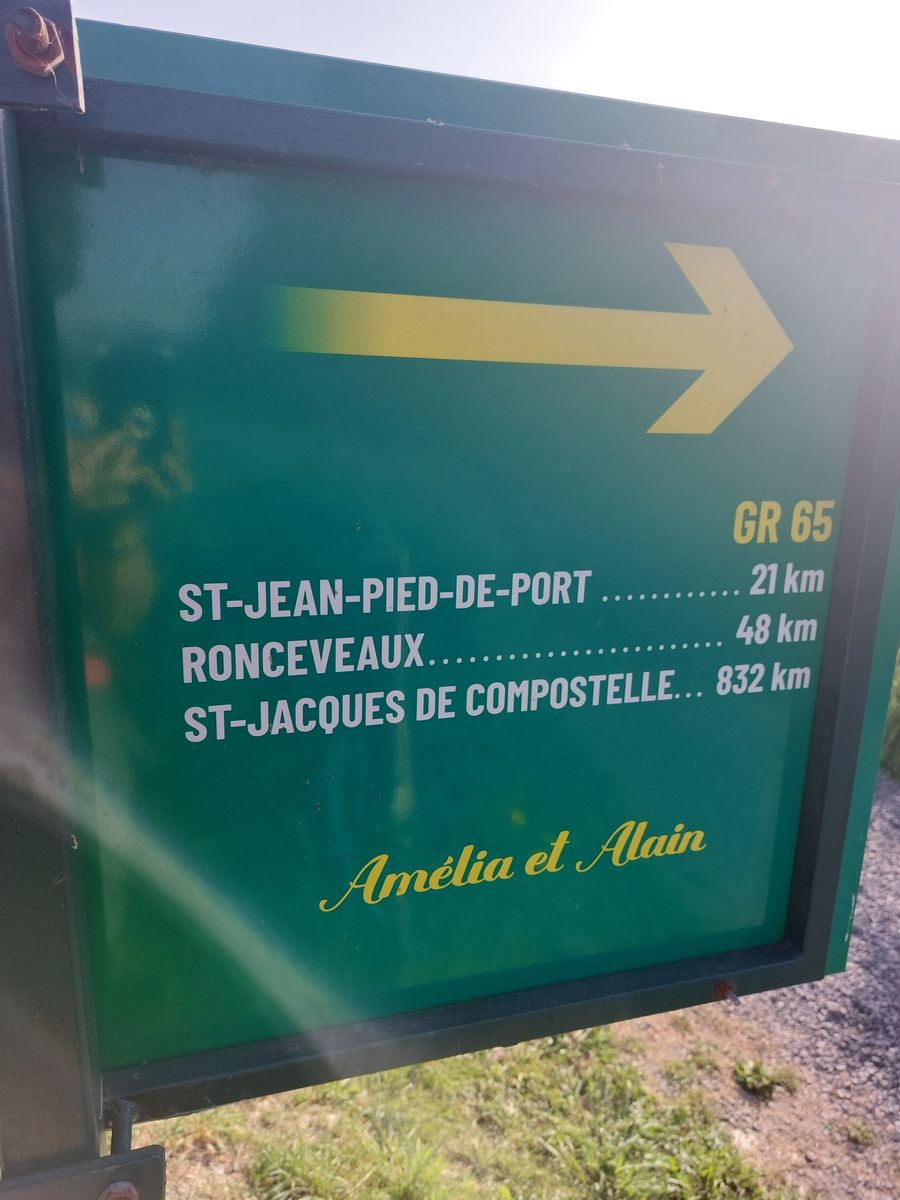 GR 65
ST-JEAN-PIED-DE-PORT ............ 21 km
RONCEVEAUX...................... 48 km
ST-JACQUES DE COMPOSTELLE... 832 km
Amélia et Alain